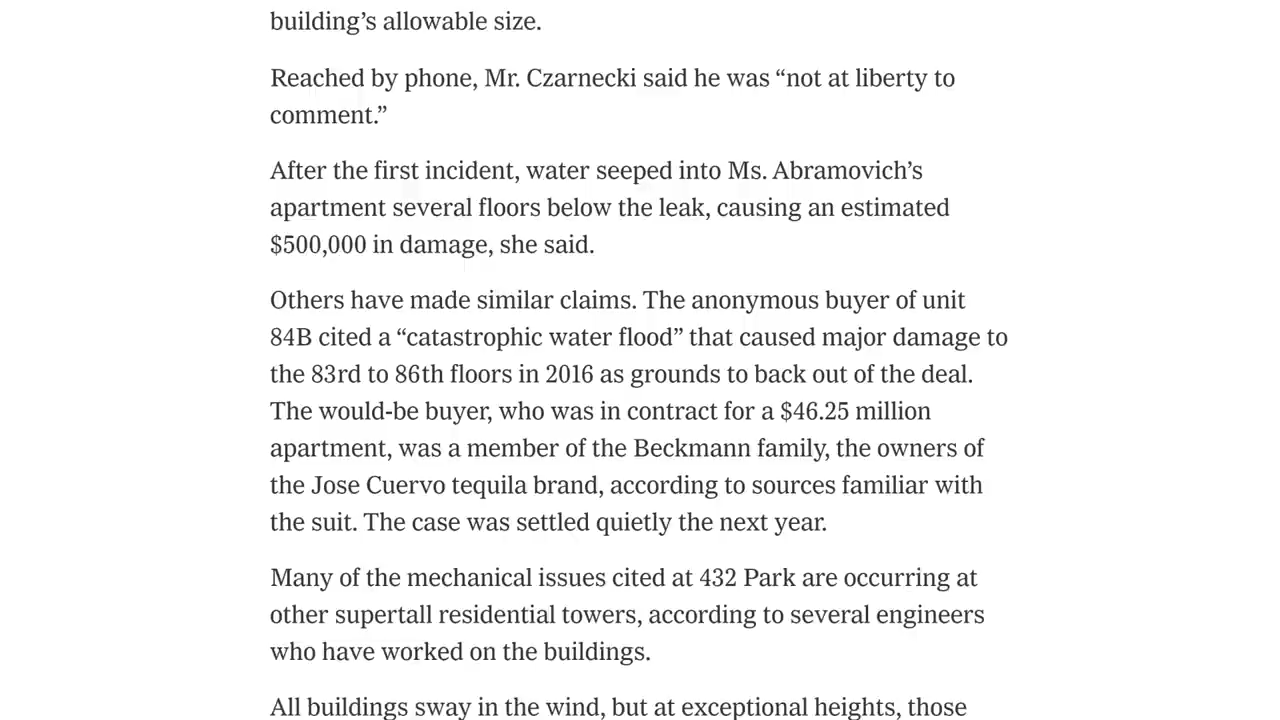 building’s allowable size.
Reached by phone, Mr. Czarnecki said he was “not at liberty to
comment.”
After the first incident, water seeped into Ms. Abramovich’s
apartment several floors below the leak, causing an estimated
$500,000 in damage, she said.
Others have made similar claims. The anonymous buyer of unit
84B cited a “catastrophic water flood” that caused major damage to
the 83rd to 86th floors in 2016 as grounds to back out of the deal.
The would-be buyer, who was in contract for a $46.25 million
apartment, was a member of the Beckmann family, the owners of
the Jose Cuervo tequila brand, according to sources familiar with
the suit. The case was settled quietly the next year.
Many of the mechanical issues cited at 432 Park are occurring at
other supertall residential towers, according to several engineers
who have worked on the buildings.
All buildings sway in the wind, but at exceptional heights, those